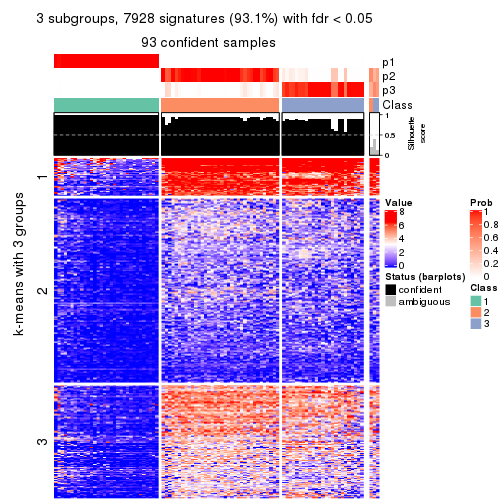 3 subgroups, 7928 signatures (93.1%) with fdr < 0.05
93 confident samples
p1
p2
p3
Class
1
0.5
0
Silhouette
score
k-means with 3 groups
1
2
3
Value
8
6
4
2
0
Status (barplots)
confident
ambiguous
Prob
1
0.8
0.6
0.4
0.2
0
Class
1
2
3